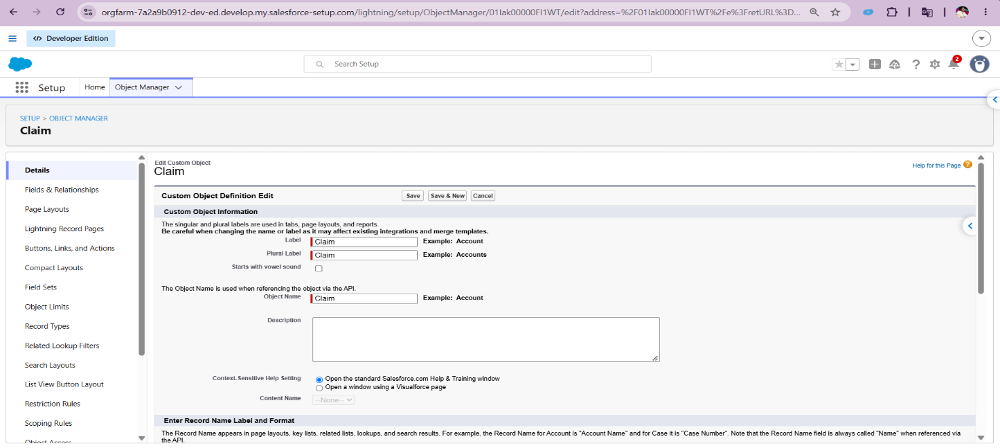 orgfarm-7a2a9b0912-dev-ed.develop.my.salesforce-setup.com/lightning/setup/ObjectManager/01Iak00000FI1WT/edit?address=%2F01Iak00000FI1WT%2Fe%3FretURL%3D...
</> Developer Edition
Search Setup
2
Setup Home Object Manager
SETUP > OBJECT MANAGER
Claim
Details
Fields & Relationships
Page Layouts
Lightning Record Pages
Buttons, Links, and Actions
Compact Layouts
Field Sets
Object Limits
Record Types
Related Lookup Filters
Search Layouts
List View Button Layout
Restriction Rules
Scoping Rules
Object Access
Edit Custom Object
Claim
Help for this Page ?
Custom Object Definition Edit Save Save & New Cancel
Custom Object Information
The singular and plural labels are used in tabs, page layouts, and reports.
Be careful when changing the name or label as it may affect existing integrations and merge templates.
Label Claim Example: Account
Plural Label Claim Example: Accounts
Starts with vowel sound
The Object Name is used when referencing the object via the API.
Object Name Claim Example: Account
Description
Context-Sensitive Help Setting Open the standard Salesforce.com Help & Training window
Open a window using a Visualforce page
Content Name --None--
Enter Record Name Label and Format
The Record Name appears in page layouts, key lists, related lists, lookups, and search results. For example, the Record Name for Account is "Account Name" and for Case it is "Case Number". Note that the Record Name field is always called "Name" when referenced via
the API.